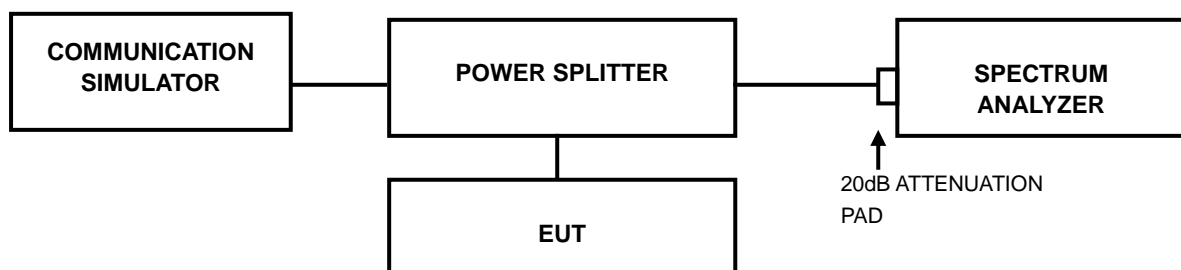 COMMUNICATION
SIMULATOR
POWER SPLITTER
SPECTRUM
ANALYZER
20dB ATTENUATION
PAD
EUT